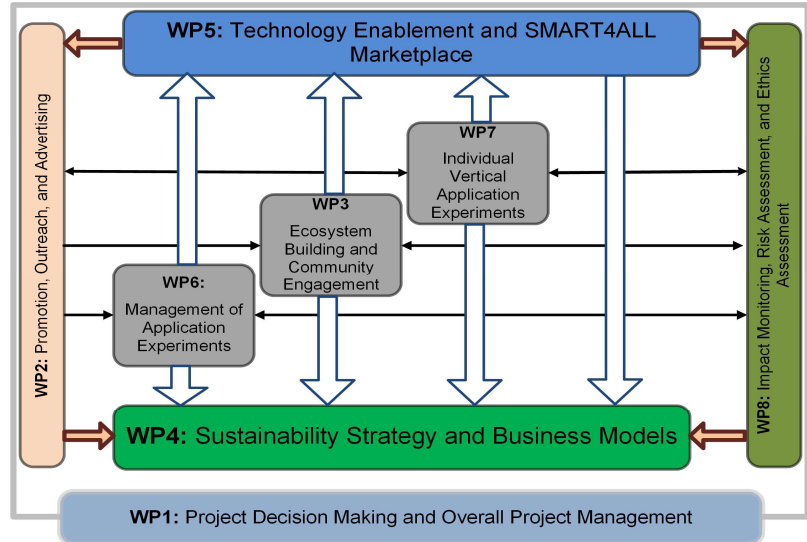 WP5: Technology Enablement and SMART4ALL
Marketplace
WP2: Promotion, Outreach, and Advertising
WP7
Individual
Vertical
Application
Experiments
WP3
Ecosystem
Building and
Community
Engagement
WP6:
Management of
Application
Experiments
WP8: Impact Monitoring, Risk Assessment, and Ethics
Assessment
WP4: Sustainability Strategy and Business Models
WP1: Project Decision Making and Overall Project Management